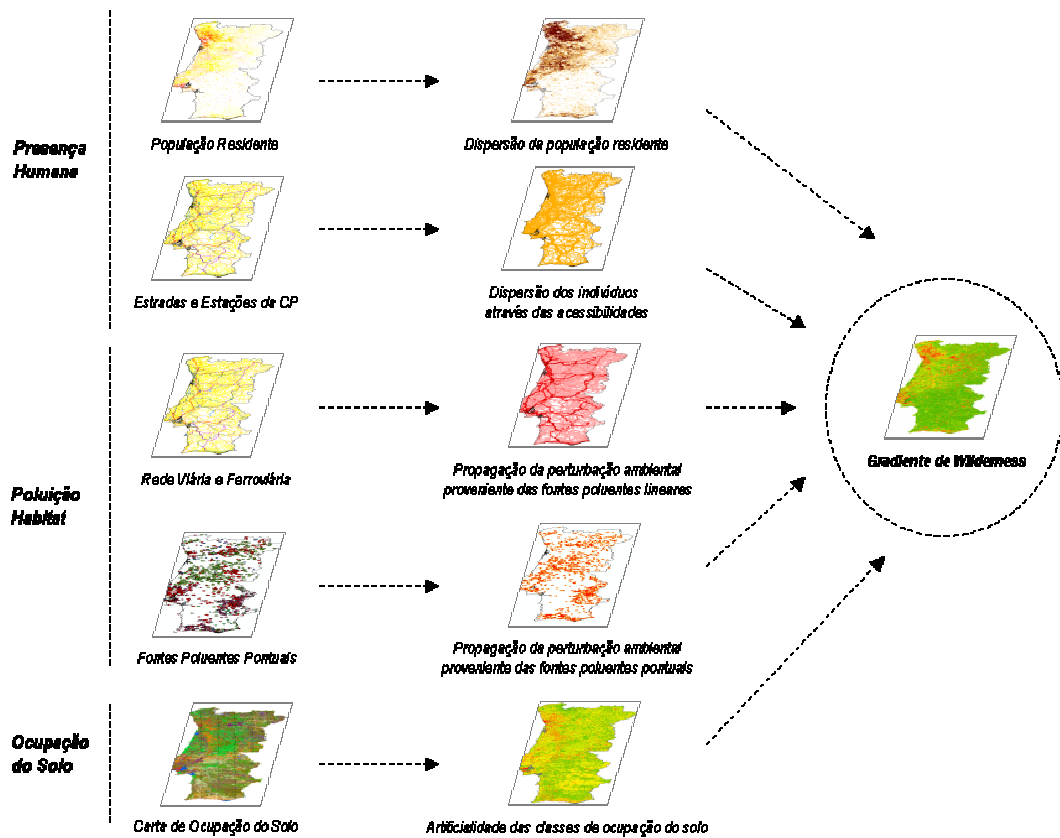 Presença
Humana
População Residente
Dispersão da população residente
Estradas e Estações da CP
Dispersão dos indivíduos
através das acessibilidades
Poluição
Habitat
Rede Viária e Ferroviária
Propagação da perturbação ambiental
proveniente das fontes poluentes lineares
Fontes Poluentes Pontuais
Propagação da perturbação ambiental
proveniente das fontes poluentes pontuais
Ocupação
do Solo
Carta de Ocupação do Solo
Artificialidade das classes de ocupação do solo
Gradiente de Wilderness